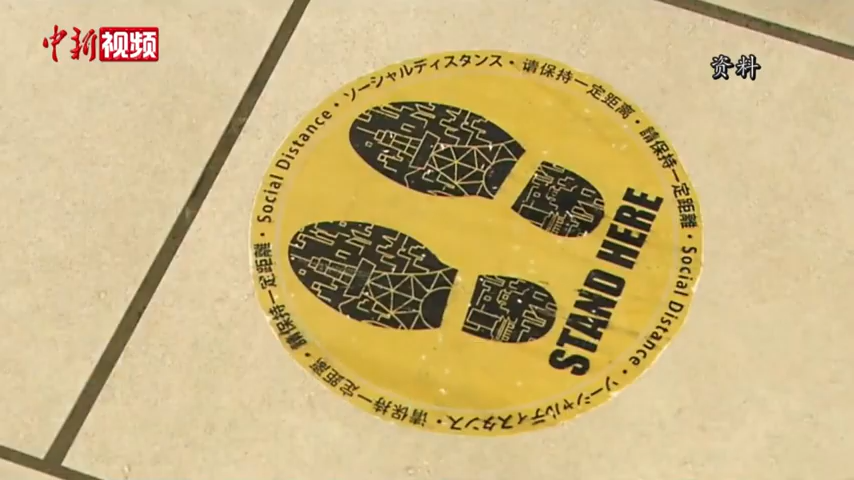 中新视频
资料
Social Distance・ソーシャルディスタンス・请保持一定距离・請保持一定距離・Social Distance・ソーシャルディスタンス・请保持一定距离・請保持一定距離・
STAND HERE